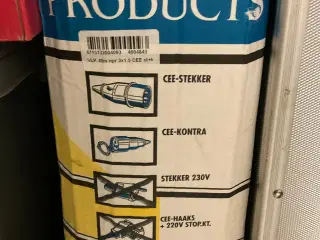 PRODUCTS
CEE-STEKKER
CEE-KONTRA
STEKKER 230V
CEE-HAAKS
+ 220V STOP.KT.